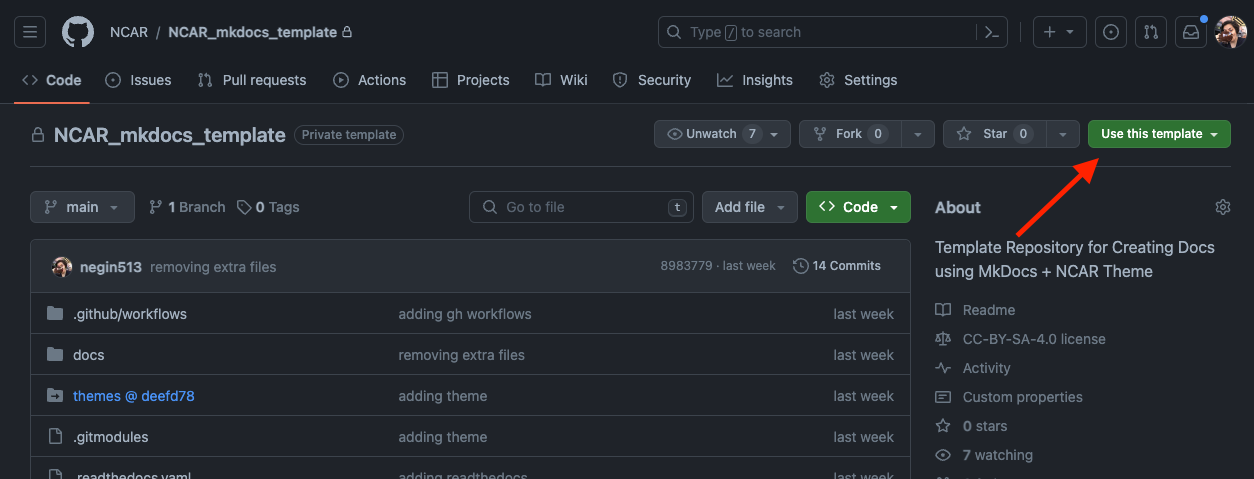 NCAR / NCAR_mkdocs_template Type / to search
Code Issues Pull requests Actions Projects Wiki Security Insights Settings
NCAR_mkdocs_template Private template Unwatch 7 Fork 0 Star 0 Use this template
main 1 Branch 0 Tags Go to file t Add file Code
negin513 removing extra files 8983779 · last week 14 Commits
.github/workflows adding gh workflows last week
docs removing extra files last week
themes @ deefd78 adding theme last week
.gitmodules adding theme last week
.readthedocs.yaml adding readthedocs last week
About
Template Repository for Creating Docs
using MkDocs + NCAR Theme
Readme
CC-BY-SA-4.0 license
Activity
Custom properties
0 stars
7 watching